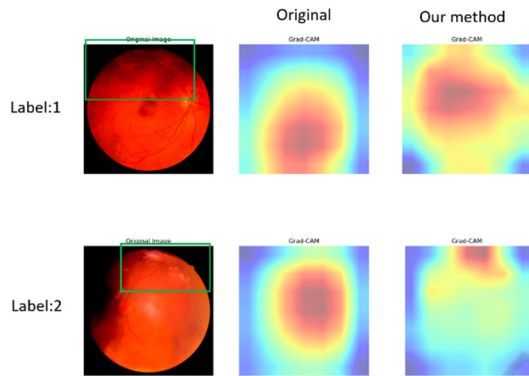 Original
Our method
Original Image
Grad-CAM
Grad-CAM
Label:1
Original Image
Grad-CAM
Grad-CAM
Label:2